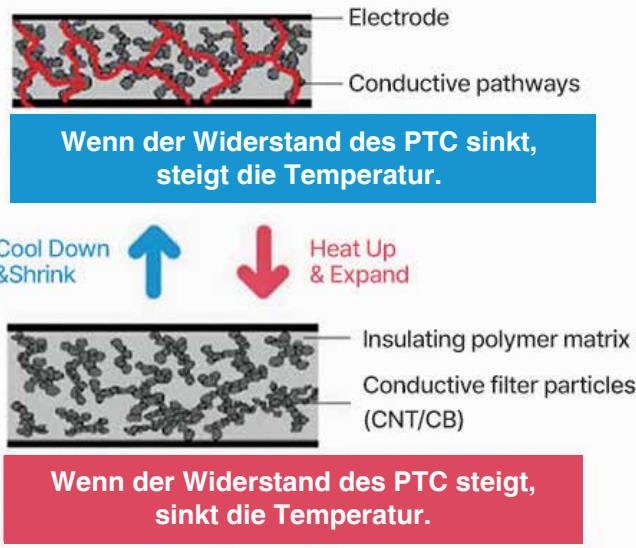 Electrode
Conductive pathways
Wenn der Widerstand des PTC sinkt,
steigt die Temperatur.
Cool Down
&Shrink
Heat Up
& Expand
Insulating polymer matrix
Conductive filter particles
(CNT/CB)
Wenn der Widerstand des PTC steigt,
sinkt die Temperatur.